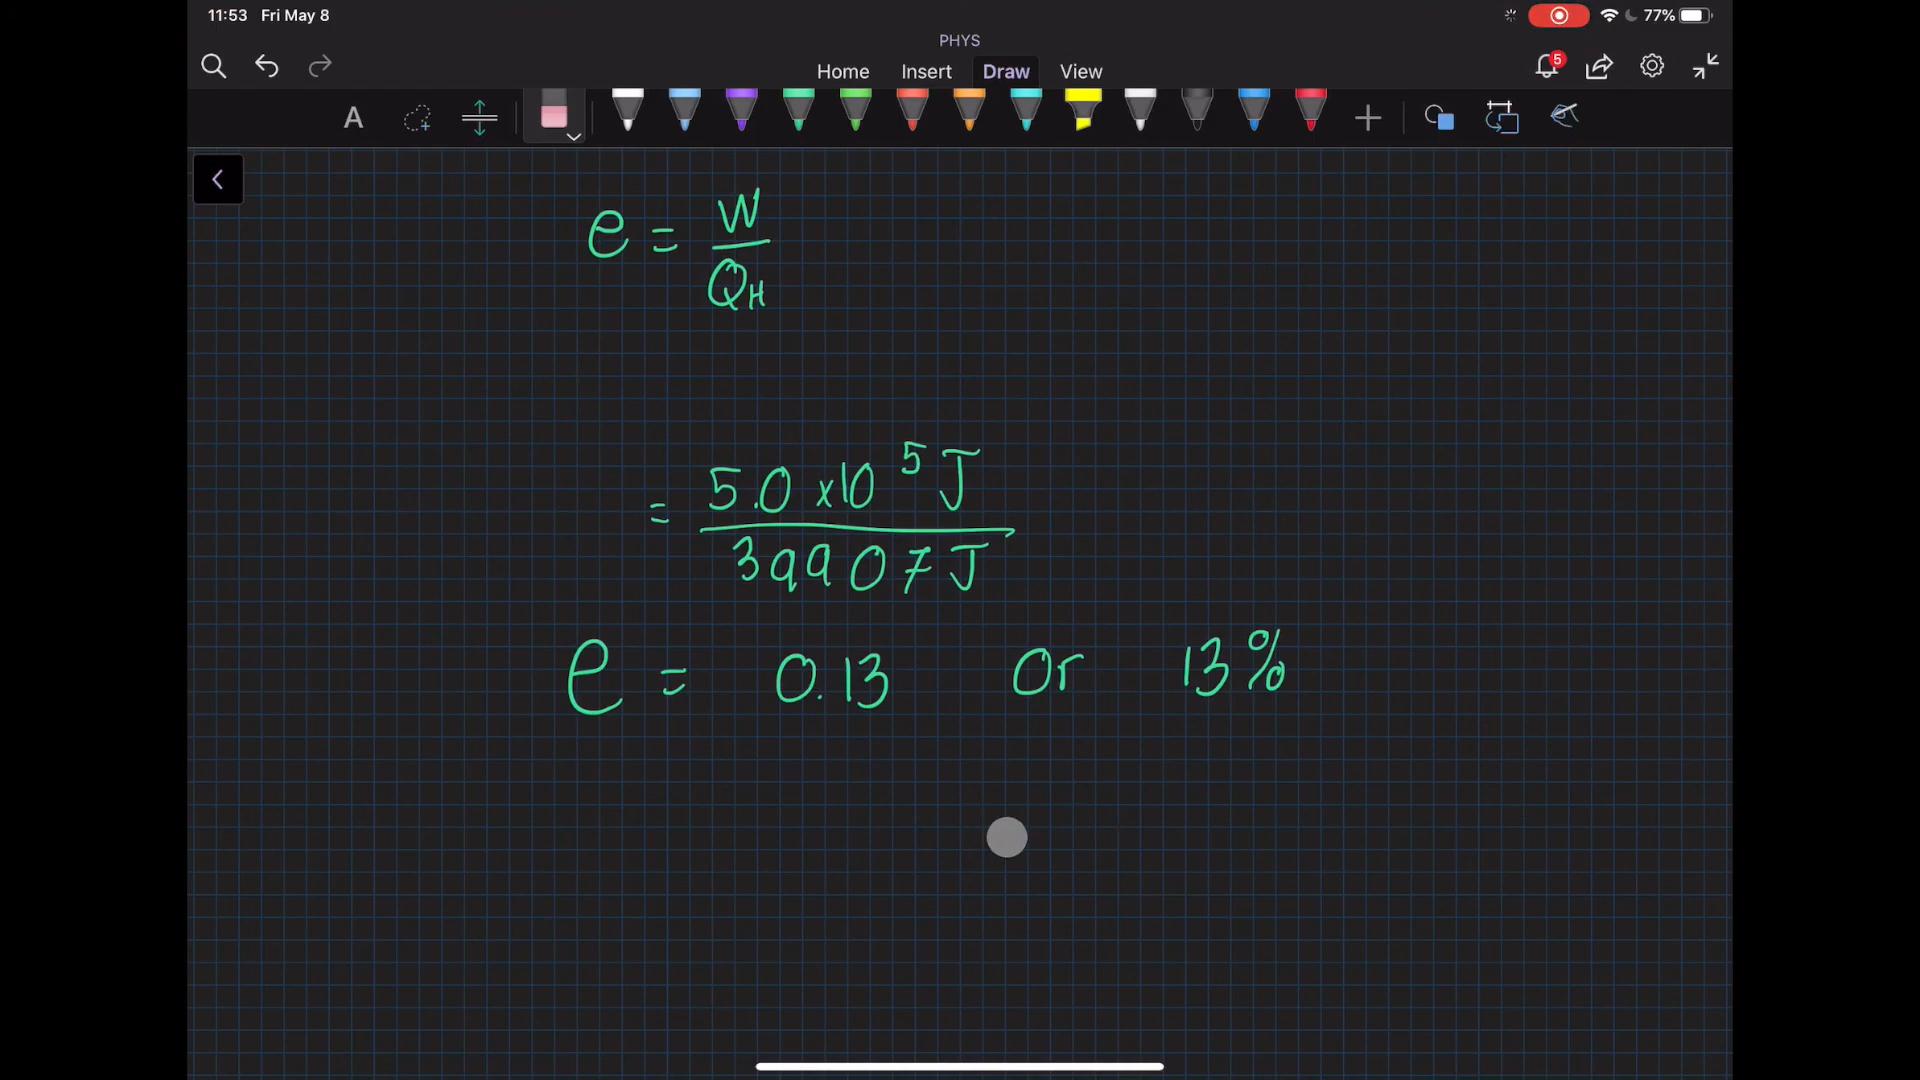 11:53 Fri May 8 77%
PHYS
5
Home Insert Draw View
A
e = W
Q_H
= 5.0 x10^5 J
39907 J
e = 0.13 or 13%